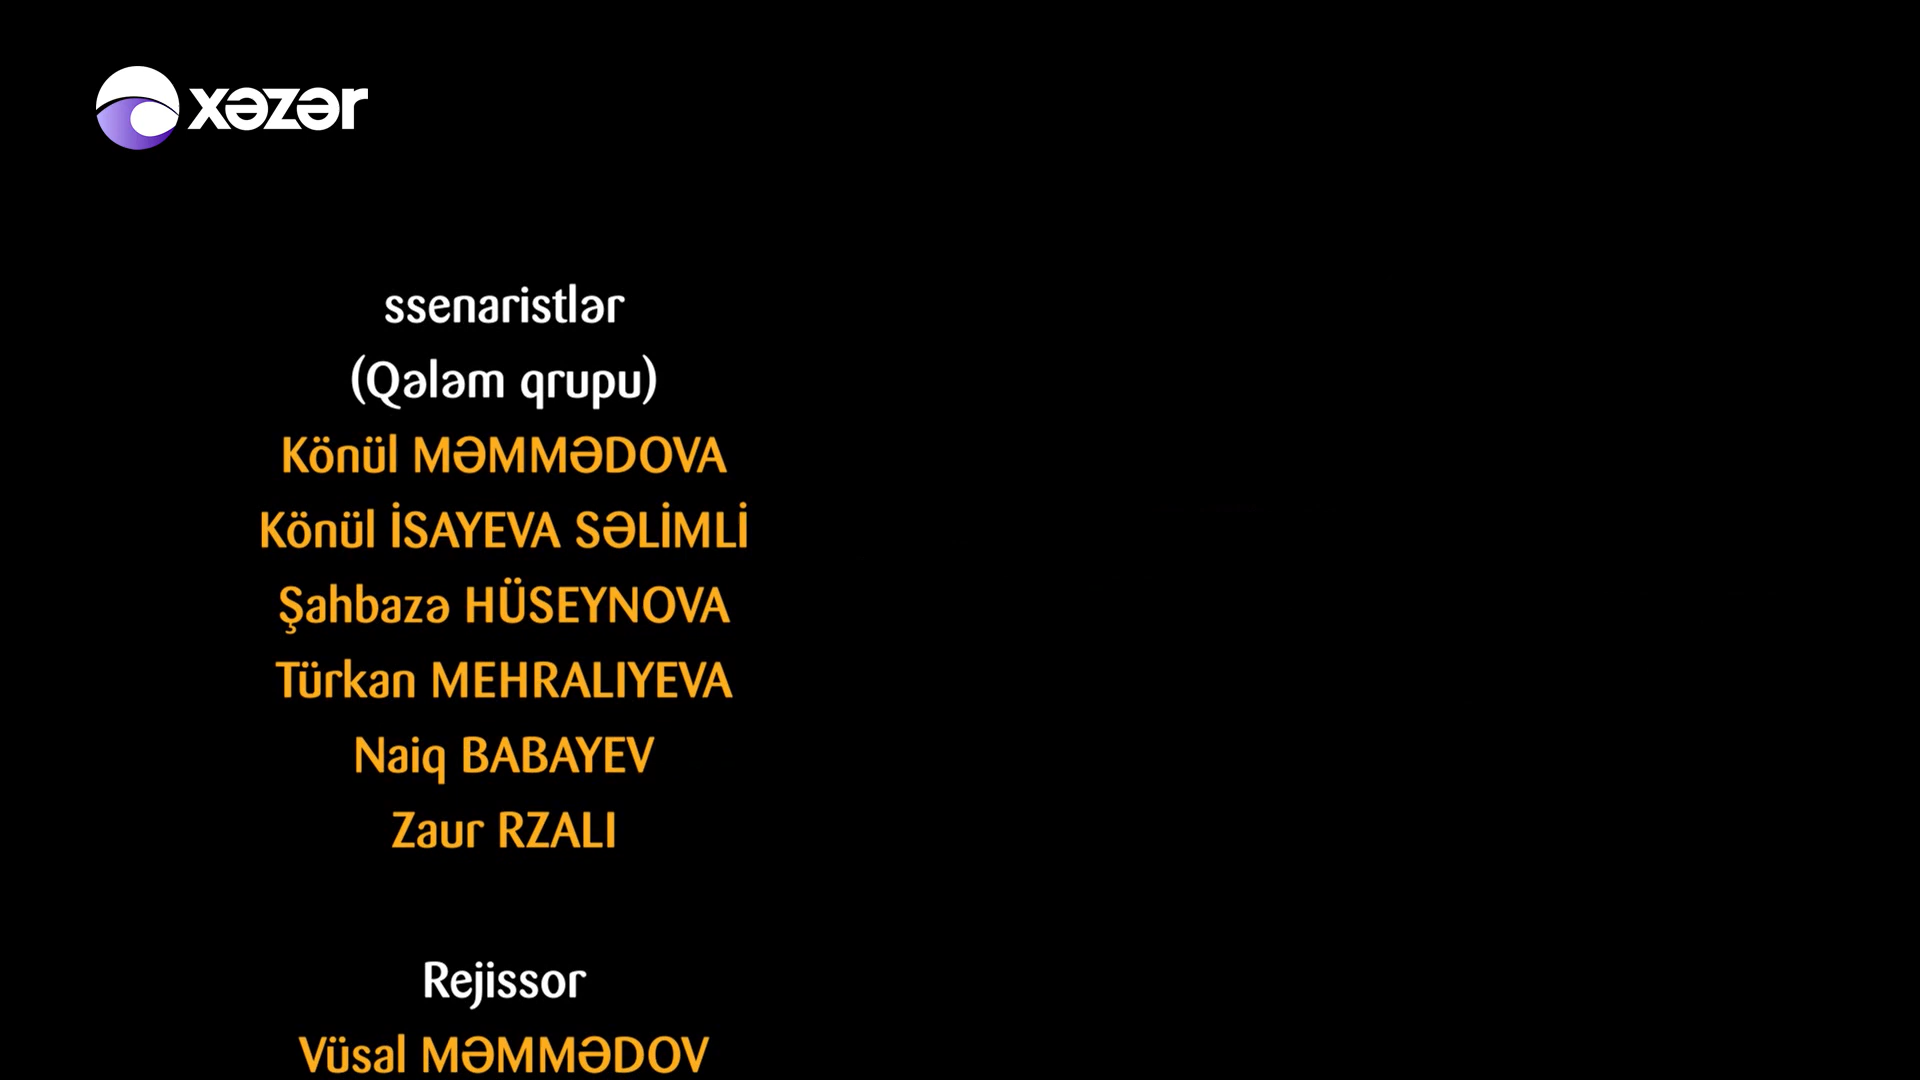 xəzər
ssenaristlər
(Qələm qrupu)
Könül MƏMMƏDOVA
Könül İSAYEVA SƏLİMLİ
Şahbazə HÜSEYNOVA
Türkan MEHRALIYEVA
Naiq BABAYEV
Zaur RZALI
Rejissor
Vüsal MƏMMƏDOV